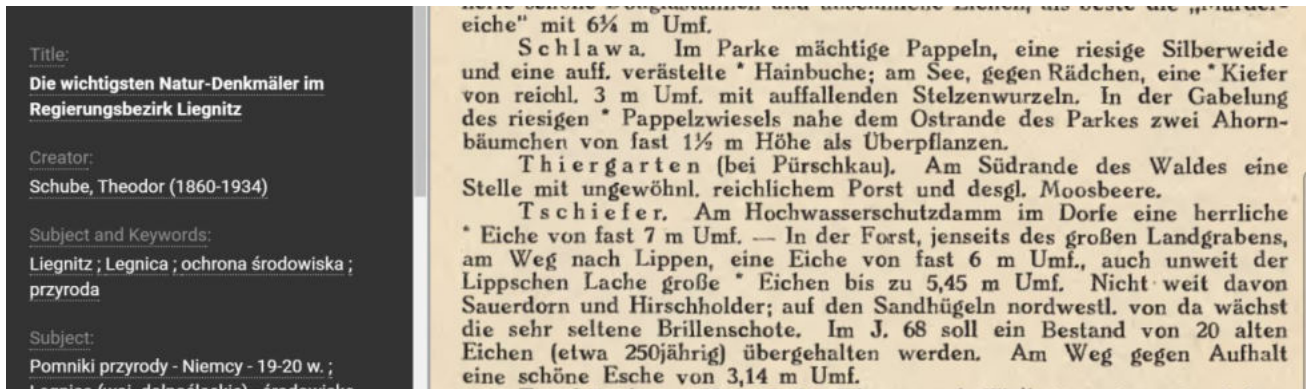 Title:
Die wichtigsten Natur-Denkmäler im
Regierungsbezirk Liegnitz
Creator:
Schube, Theodor (1860-1934)
Subject and Keywords:
Liegnitz ; Legnica ; ochrona środowiska ;
przyroda
Subject:
Pomniki przyrody - Niemcy - 19-20 w. ;
eiche" mit 6¾ m Umf.
Schlawa. Im Parke mächtige Pappeln, eine riesige Silberweide
und eine auff. verästelte * Hainbuche; am See, gegen Rädchen, eine * Kiefer
von reichl. 3 m Umf. mit auffallenden Stelzenwurzeln. In der Gabelung
des riesigen * Pappelzwiesels nahe dem Ostrande des Parkes zwei Ahorn-
bäumchen von fast 1½ m Höhe als Überpflanzen.
Thiergarten (bei Pürschkau). Am Südrande des Waldes eine
Stelle mit ungewöhnl. reichlichem Porst und desgl. Moosbeere.
Tschiefer. Am Hochwasserschutzdamm im Dorfe eine herrliche
* Eiche von fast 7 m Umf. — In der Forst, jenseits des großen Landgrabens,
am Weg nach Lippen, eine Eiche von fast 6 m Umf., auch unweit der
Lippschen Lache große * Eichen bis zu 5,45 m Umf. Nicht weit davon
Sauerdorn und Hirschholder; auf den Sandhügeln nordwestl. von da wächst
die sehr seltene Brillenschote. Im J. 68 soll ein Bestand von 20 alten
Eichen (etwa 250jährig) übergehalten werden. Am Weg gegen Aufhalt
eine schöne Esche von 3,14 m Umf.